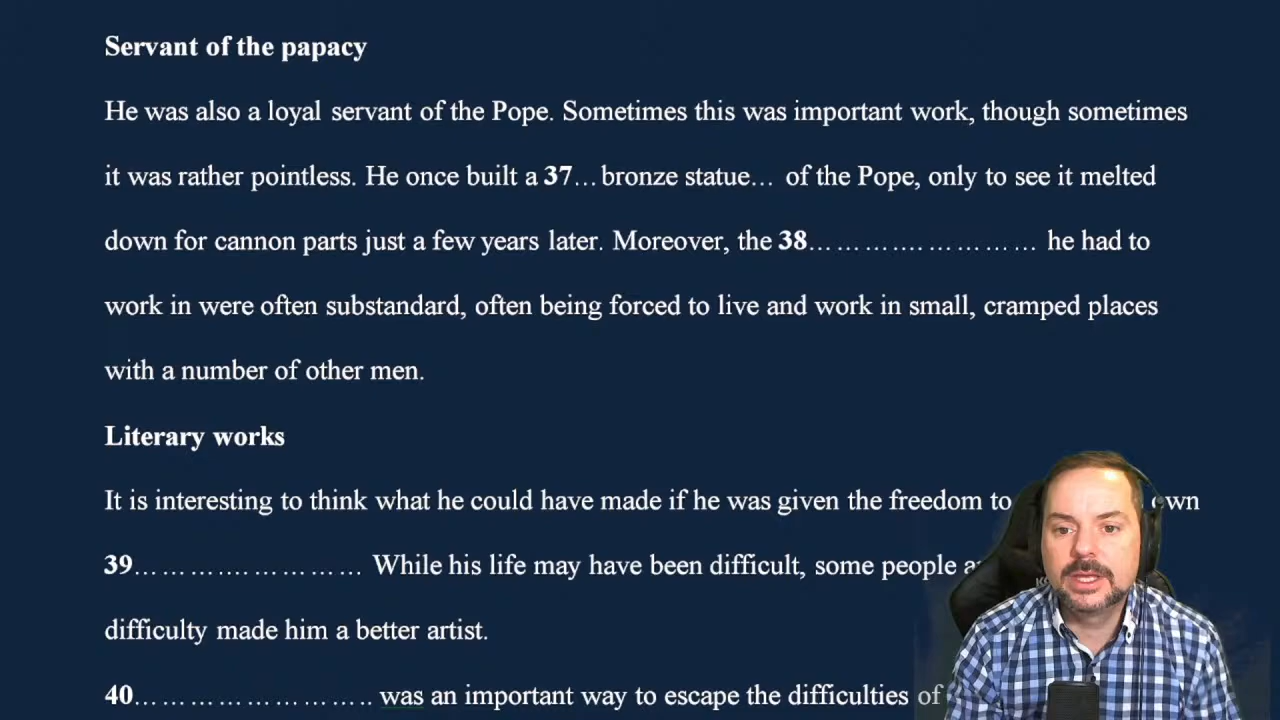 Servant of the papacy
He was also a loyal servant of the Pope. Sometimes this was important work, though sometimes
it was rather pointless. He once built a 37… bronze statue… of the Pope, only to see it melted
down for cannon parts just a few years later. Moreover, the 38… … ……. … … … … he had to
work in were often substandard, often being forced to live and work in small, cramped places
with a number of other men.
Literary works
It is interesting to think what he could have made if he was given the freedom to own
39… … ……. … … … … While his life may have been difficult, some people
difficulty made him a better artist.
40… … … … … … … … .. was an important way to escape the difficulties of